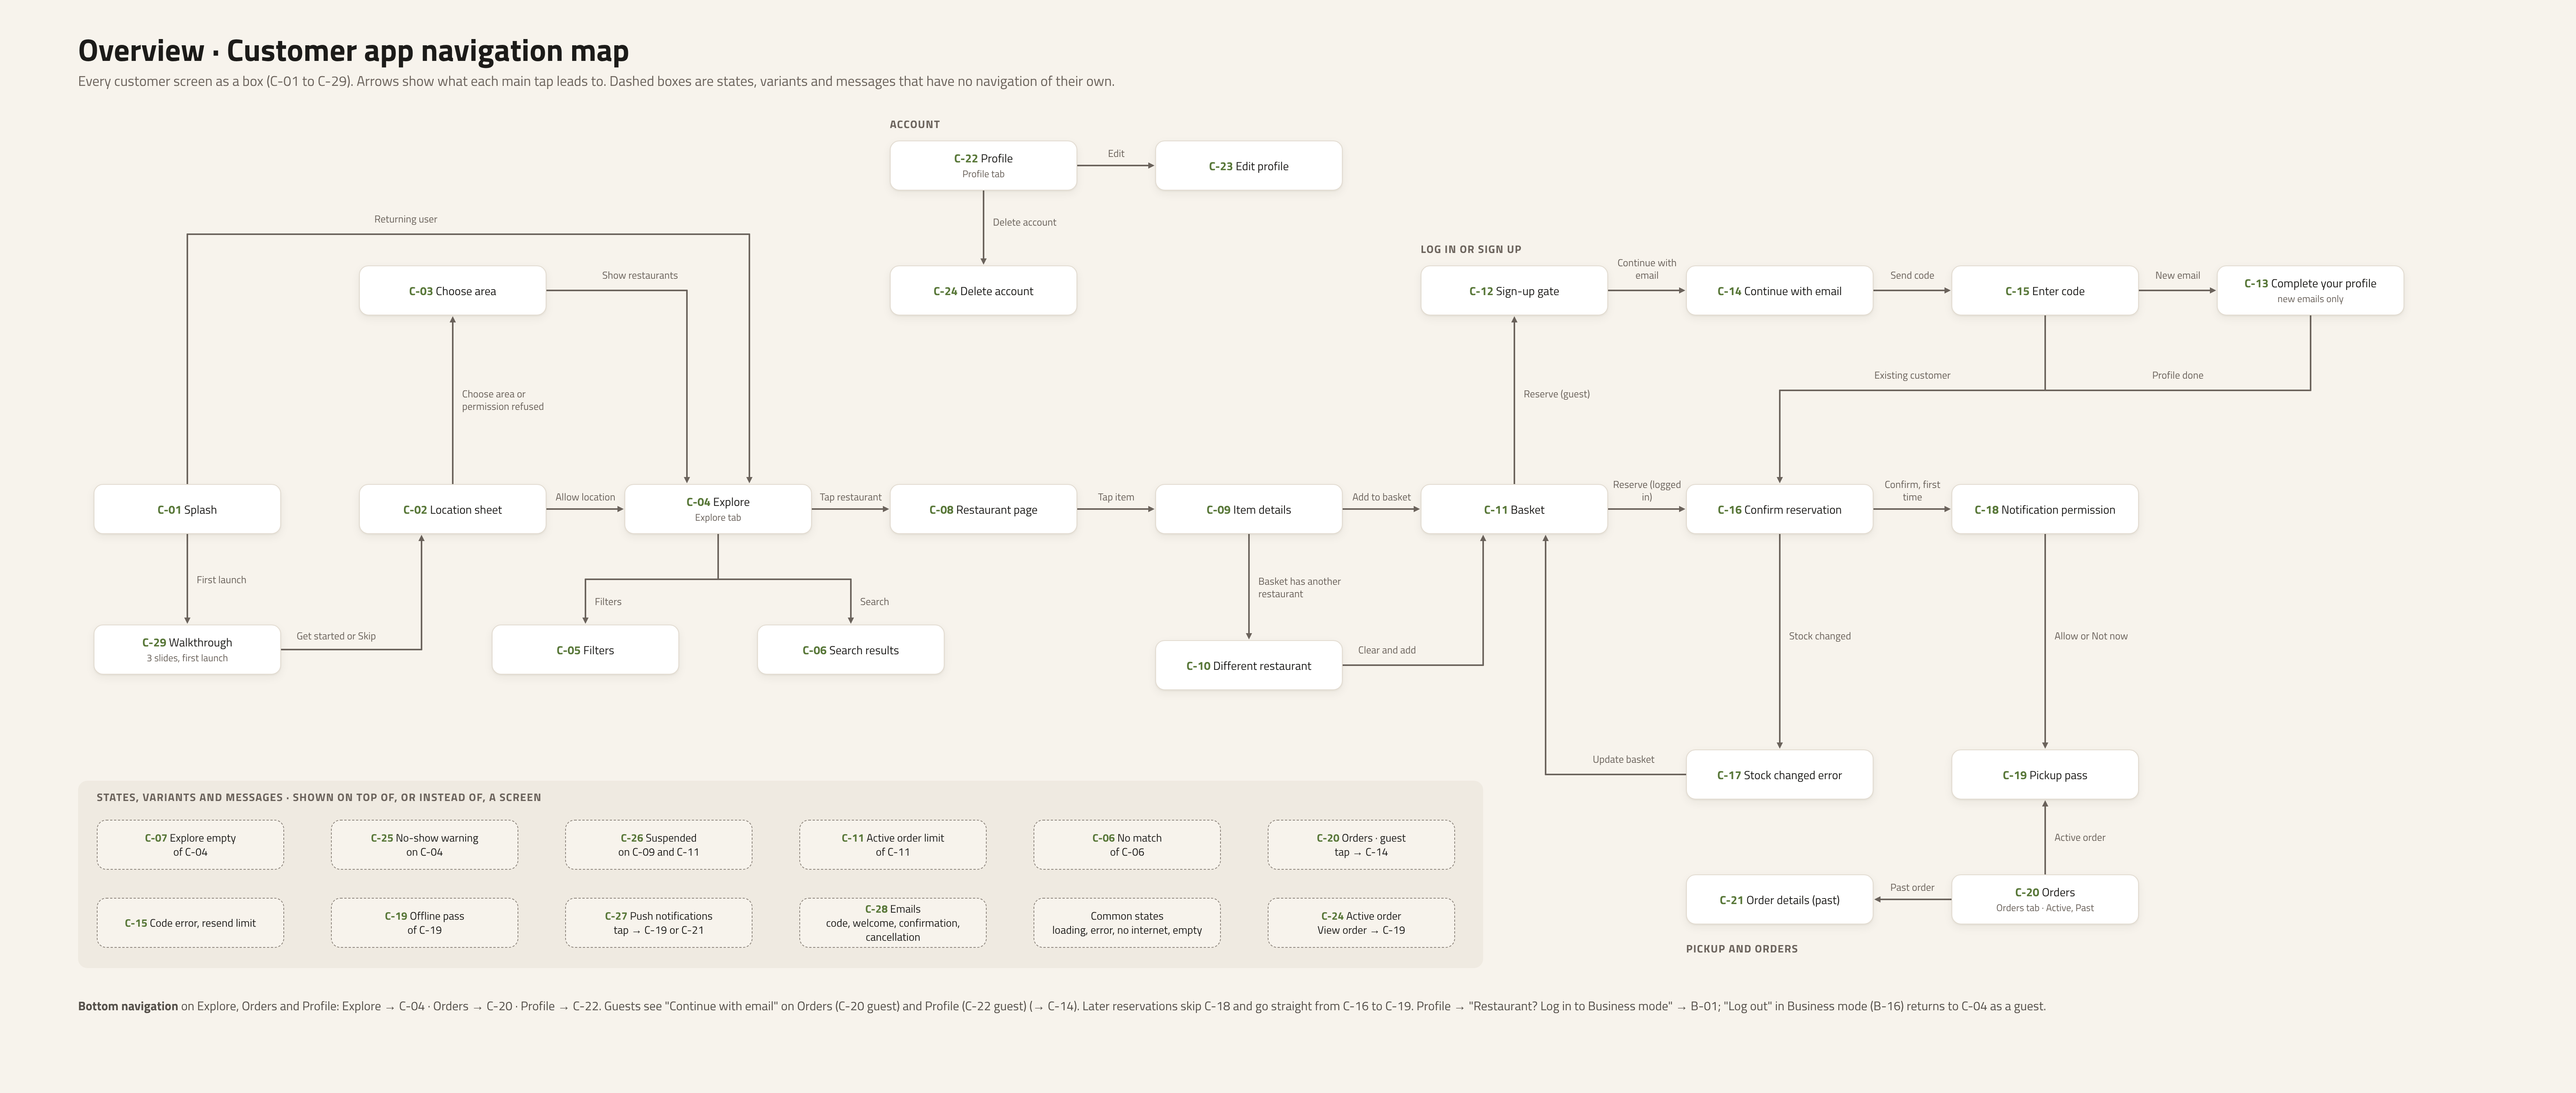 Overview · Customer app navigation map
Every customer screen as a box (C-01 to C-29). Arrows show what each main tap leads to. Dashed boxes are states, variants and messages that have no navigation of their own.
ACCOUNT
C-22 Profile
Profile tab
Edit
C-23 Edit profile
Delete account
C-24 Delete account
Returning user
C-03 Choose area
Show restaurants
Choose area or
permission refused
LOG IN OR SIGN UP
C-12 Sign-up gate
Continue with
email
C-14 Continue with email
Send code
C-15 Enter code
New email
C-13 Complete your profile
new emails only
Existing customer
Profile done
Reserve (guest)
C-01 Splash
C-02 Location sheet
Allow location
C-04 Explore
Explore tab
Tap restaurant
C-08 Restaurant page
Tap item
C-09 Item details
Add to basket
C-11 Basket
Reserve (logged
in)
C-16 Confirm reservation
Confirm, first
time
C-18 Notification permission
First launch
C-29 Walkthrough
3 slides, first launch
Get started or Skip
Filters
C-05 Filters
Search
C-06 Search results
Basket has another
restaurant
C-10 Different restaurant
Clear and add
Stock changed
Allow or Not now
Update basket
C-17 Stock changed error
C-19 Pickup pass
Active order
C-21 Order details (past)
Past order
C-20 Orders
Orders tab · Active, Past
PICKUP AND ORDERS
STATES, VARIANTS AND MESSAGES · SHOWN ON TOP OF, OR INSTEAD OF, A SCREEN
C-07 Explore empty
of C-04
C-25 No-show warning
on C-04
C-26 Suspended
on C-09 and C-11
C-11 Active order limit
of C-11
C-06 No match
of C-06
C-20 Orders · guest
tap → C-14
C-15 Code error, resend limit
C-19 Offline pass
of C-19
C-27 Push notifications
tap → C-19 or C-21
C-28 Emails
code, welcome, confirmation,
cancellation
Common states
loading, error, no internet, empty
C-24 Active order
View order → C-19
Bottom navigation on Explore, Orders and Profile: Explore → C-04 · Orders → C-20 · Profile → C-22. Guests see "Continue with email" on Orders (C-20 guest) and Profile (C-22 guest) (→ C-14). Later reservations skip C-18 and go straight from C-16 to C-19. Profile → "Restaurant? Log in to Business mode" → B-01; "Log out" in Business mode (B-16) returns to C-04 as a guest.